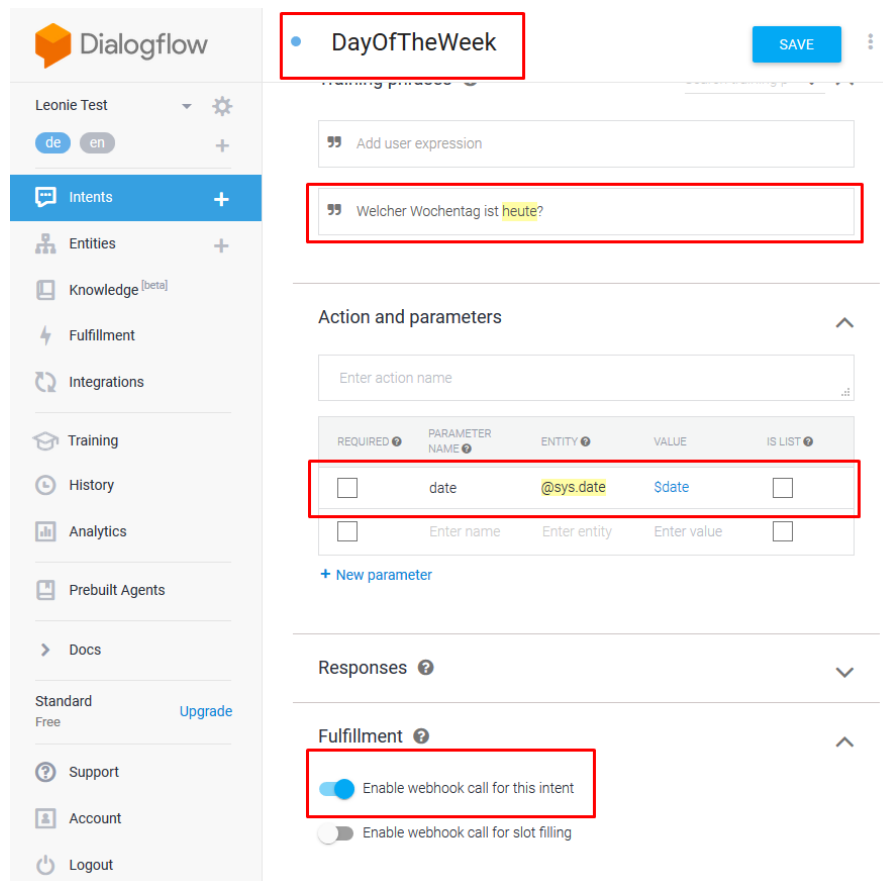 Dialogflow
Leonie Test
de en
Intents
Entities
Knowledge [beta]
Fulfillment
Integrations
Training
History
Analytics
Prebuilt Agents
Docs
Standard
Free
Upgrade
Support
Account
Logout
DayOfTheWeek
SAVE
Training phrases
Add user expression
Welcher Wochentag ist heute?
Action and parameters
Enter action name
REQUIRED PARAMETER NAME ENTITY VALUE IS LIST
date @sys.date $date
Enter name Enter entity Enter value
+ New parameter
Responses
Fulfillment
Enable webhook call for this intent
Enable webhook call for slot filling